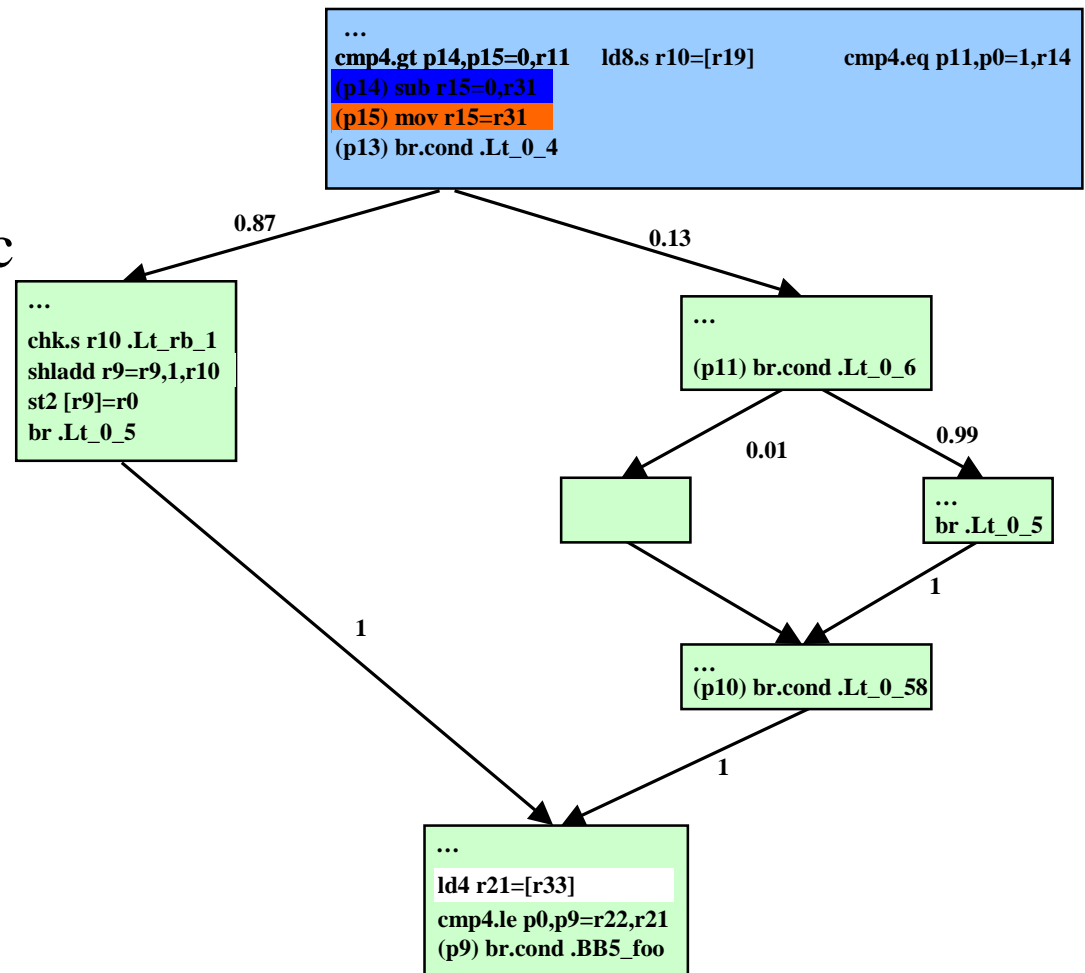 …
cmp4.gt p14,p15=0,r11 ld8.s r10=[r19] cmp4.eq p11,p0=1,r14
(p14) sub r15=0,r31
(p15) mov r15=r31
(p13) br.cond .Lt_0_4
0.87
0.13
c
…
chk.s r10 .Lt_rb_1
shladd r9=r9,1,r10
st2 [r9]=r0
br .Lt_0_5
…
(p11) br.cond .Lt_0_6
0.01
0.99
…
br .Lt_0_5
1
1
…
(p10) br.cond .Lt_0_58
1
…
ld4 r21=[r33]
cmp4.le p0,p9=r22,r21
(p9) br.cond .BB5_foo